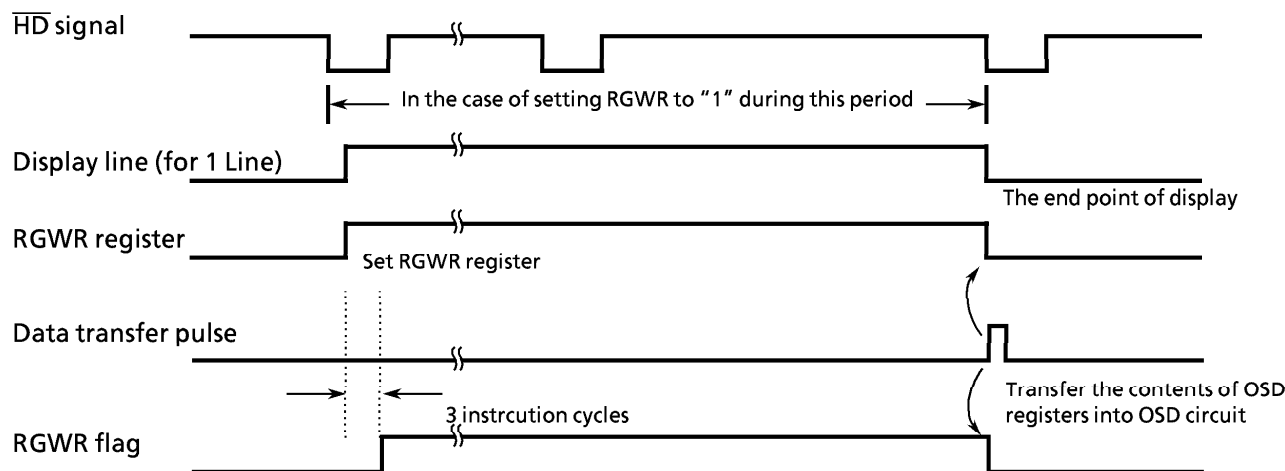 HD signal
In the case of setting RGWR to “1” during this period
Display line (for 1 Line)
The end point of display
RGWR register
Set RGWR register
Data transfer pulse
Transfer the contents of OSD
registers into OSD circuit
3 instrcution cycles
RGWR flag